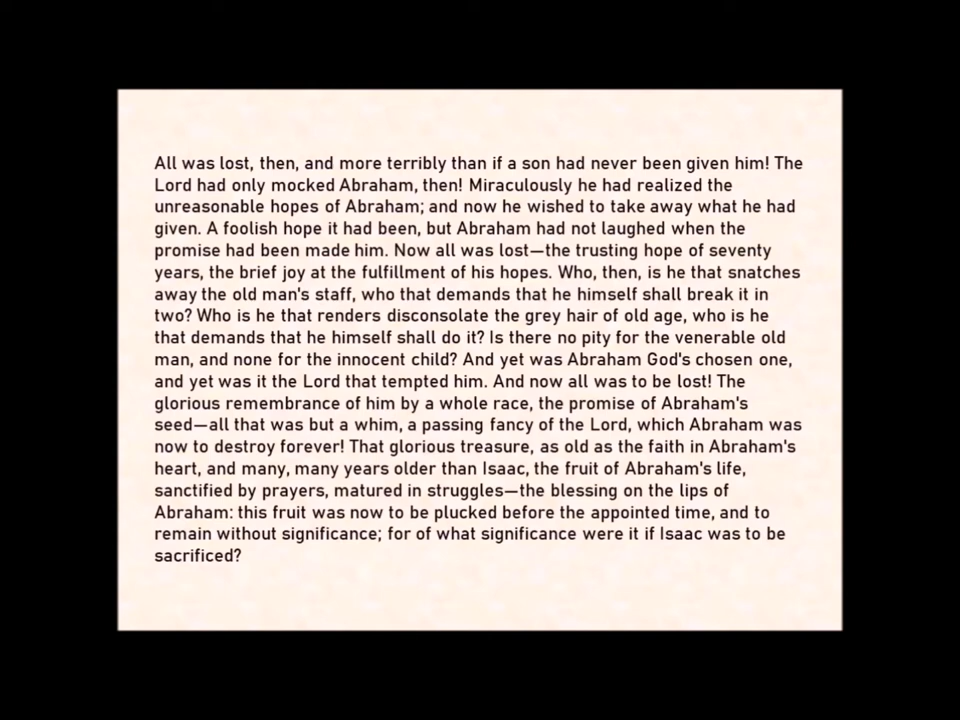 All was lost, then, and more terribly than if a son had never been given him! The
Lord had only mocked Abraham, then! Miraculously he had realized the
unreasonable hopes of Abraham; and now he wished to take away what he had
given. A foolish hope it had been, but Abraham had not laughed when the
promise had been made him. Now all was lost—the trusting hope of seventy
years, the brief joy at the fulfillment of his hopes. Who, then, is he that snatches
away the old man's staff, who that demands that he himself shall break it in
two? Who is he that renders disconsolate the grey hair of old age, who is he
that demands that he himself shall do it? Is there no pity for the venerable old
man, and none for the innocent child? And yet was Abraham God's chosen one,
and yet was it the Lord that tempted him. And now all was to be lost! The
glorious remembrance of him by a whole race, the promise of Abraham's
seed—all that was but a whim, a passing fancy of the Lord, which Abraham was
now to destroy forever! That glorious treasure, as old as the faith in Abraham's
heart, and many, many years older than Isaac, the fruit of Abraham's life,
sanctified by prayers, matured in struggles—the blessing on the lips of
Abraham: this fruit was now to be plucked before the appointed time, and to
remain without significance; for of what significance were it if Isaac was to be
sacrificed?